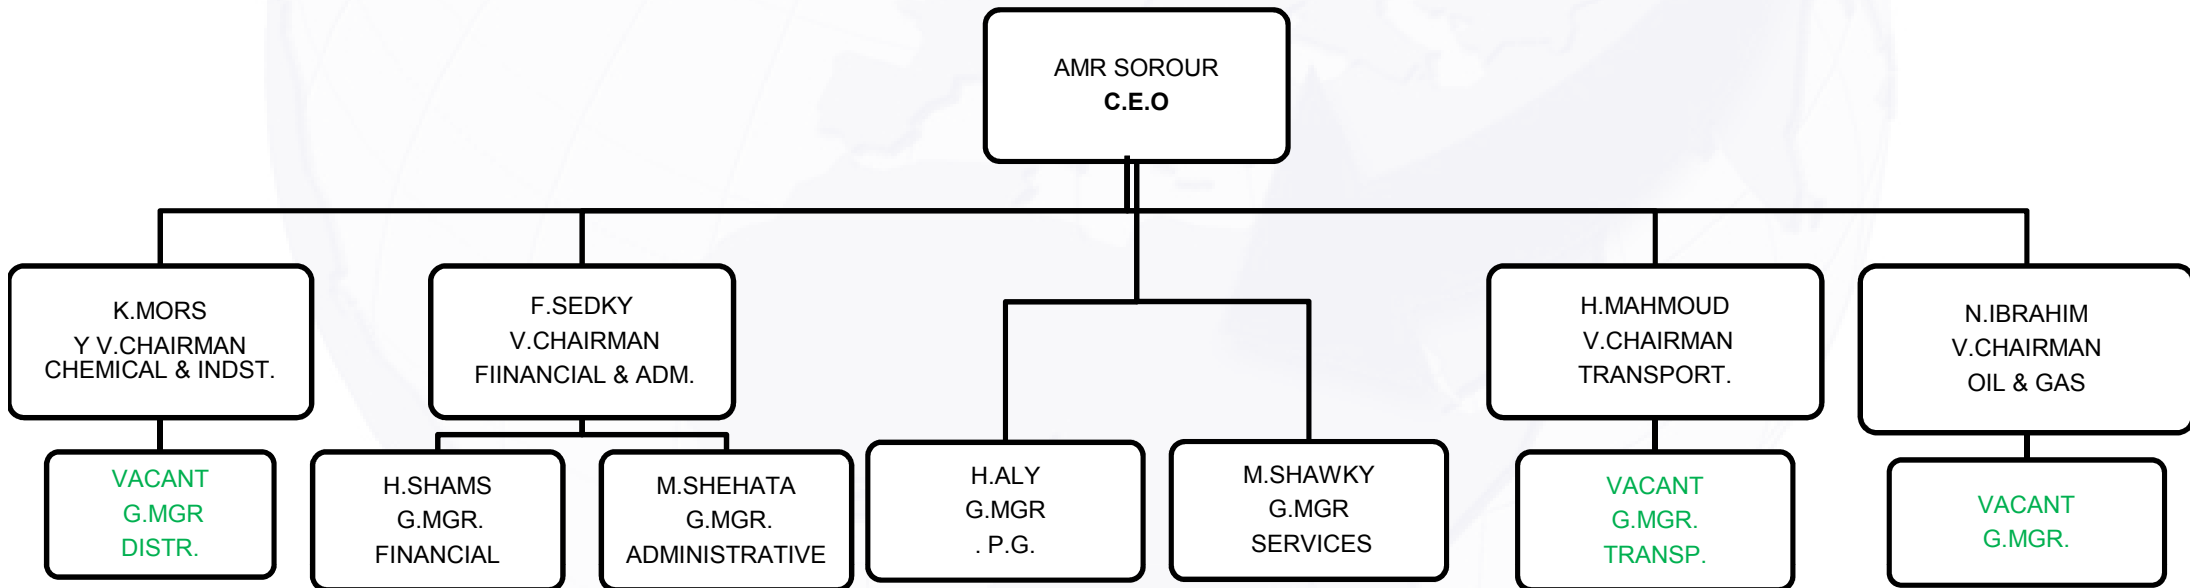 AMR SOROUR
C.E.O
K.MORS
Y V.CHAIRMAN
CHEMICAL & INDST.
F.SEDKY
V.CHAIRMAN
FIINANCIAL & ADM.
H.MAHMOUD
V.CHAIRMAN
TRANSPORT.
N.IBRAHIM
V.CHAIRMAN
OIL & GAS
VACANT
G.MGR
DISTR.
H.SHAMS
G.MGR.
FINANCIAL
M.SHEHATA
G.MGR.
ADMINISTRATIVE
H.ALY
G.MGR
. P.G.
M.SHAWKY
G.MGR
SERVICES
VACANT
G.MGR.
TRANSP.
VACANT
G.MGR.